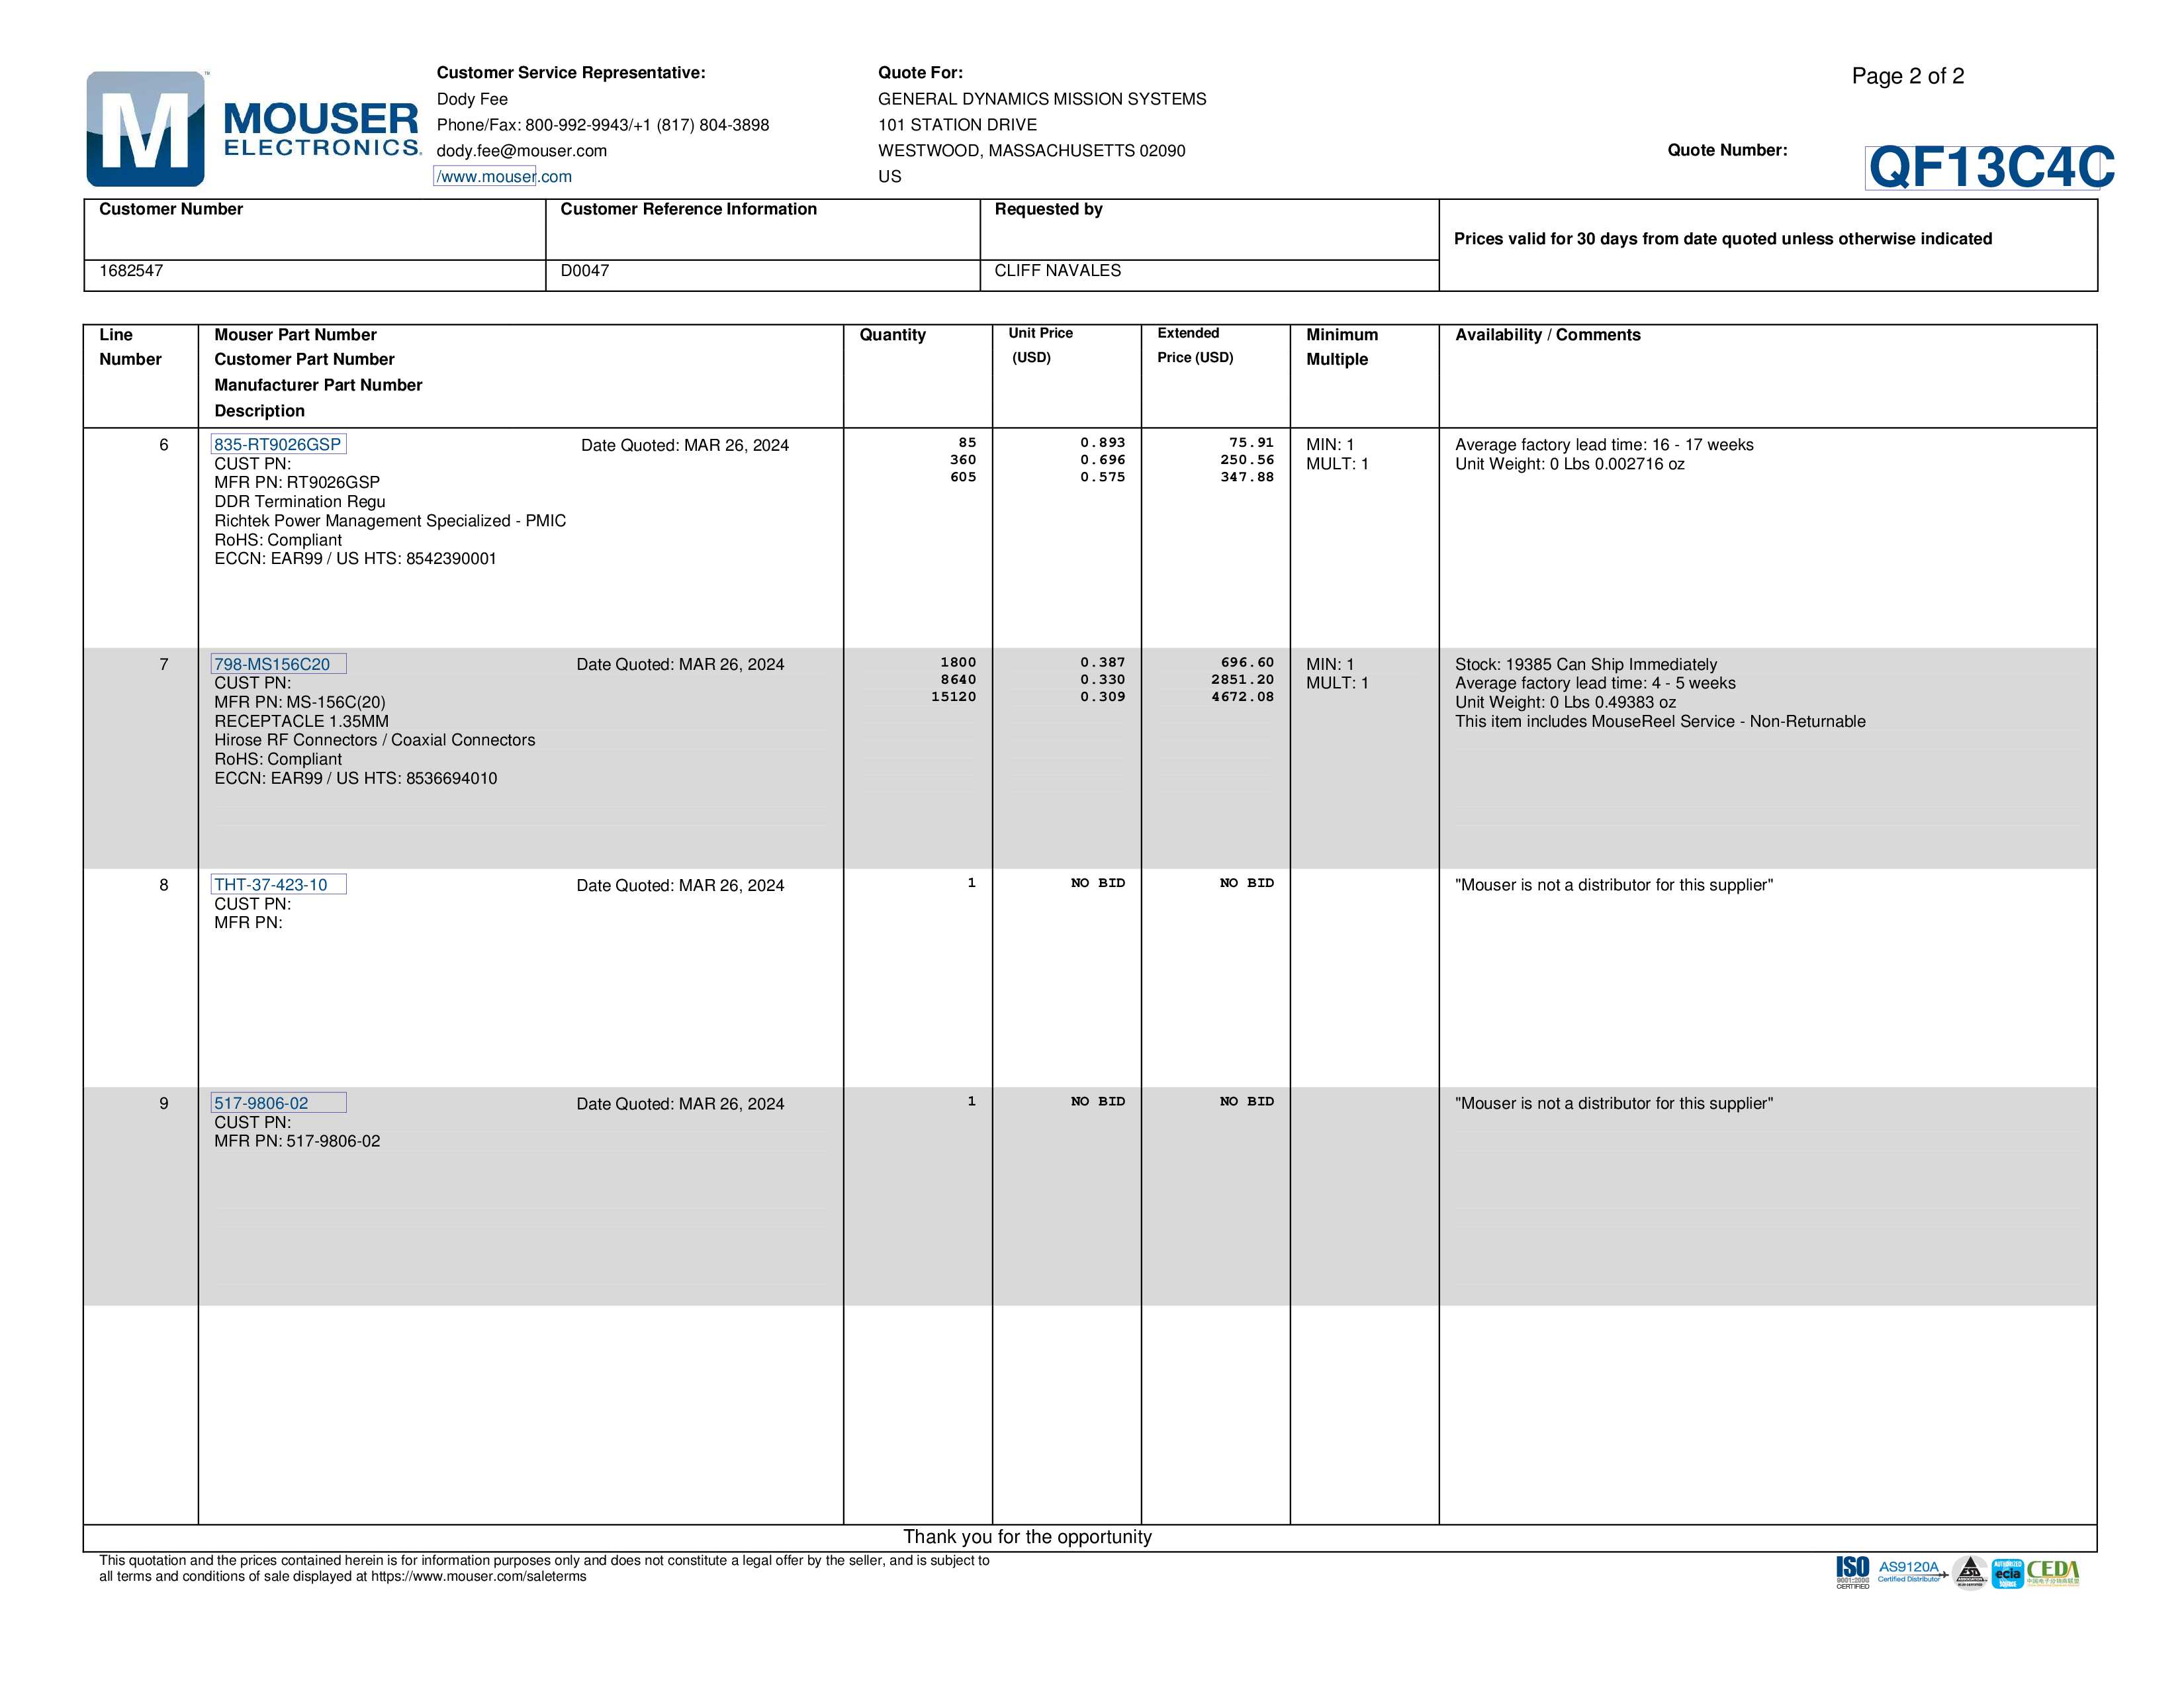 Customer Service Representative:
Dody Fee
Phone/Fax: 800-992-9943/+1 (817) 804-3898
dody.fee@mouser.com
/www.mouser.com
M
MOUSER
ELECTRONICS
Quote For:
GENERAL DYNAMICS MISSION SYSTEMS
101 STATION DRIVE
WESTWOOD, MASSACHUSETTS 02090
US
Page 2 of 2
Quote Number: QF13C4C
Customer Number Customer Reference Information Requested by
Prices valid for 30 days from date quoted unless otherwise indicated
1682547 D0047 CLIFF NAVALES
Line Number
Mouser Part Number
Customer Part Number
Manufacturer Part Number
Description
Quantity
Unit Price (USD)
Extended Price (USD)
Minimum Multiple
Availability / Comments
6 835-RT9026GSP Date Quoted: MAR 26, 2024
CUST PN:
MFR PN: RT9026GSP
DDR Termination Regu
Richtek Power Management Specialized - PMIC
RoHS: Compliant
ECCN: EAR99 / US HTS: 8542390001
85 0.893 75.91
360 0.696 250.56
605 0.575 347.88
MIN: 1
MULT: 1
Average factory lead time: 16 - 17 weeks
Unit Weight: 0 Lbs 0.002716 oz
7 798-MS156C20 Date Quoted: MAR 26, 2024
CUST PN:
MFR PN: MS-156C(20)
RECEPTACLE 1.35MM
Hirose RF Connectors / Coaxial Connectors
RoHS: Compliant
ECCN: EAR99 / US HTS: 8536694010
1800 0.387 696.60
8640 0.330 2851.20
15120 0.309 4672.08
MIN: 1
MULT: 1
Stock: 19385 Can Ship Immediately
Average factory lead time: 4 - 5 weeks
Unit Weight: 0 Lbs 0.49383 oz
This item includes MouseReel Service - Non-Returnable
8 THT-37-423-10 Date Quoted: MAR 26, 2024
CUST PN:
MFR PN:
1 NO BID NO BID
"Mouser is not a distributor for this supplier"
9 517-9806-02 Date Quoted: MAR 26, 2024
CUST PN:
MFR PN: 517-9806-02
1 NO BID NO BID
"Mouser is not a distributor for this supplier"
Thank you for the opportunity
This quotation and the prices contained herein is for information purposes only and does not constitute a legal offer by the seller, and is subject to
all terms and conditions of sale displayed at https://www.mouser.com/saleterms
ISO
CERTIFIED
AS9120A
Certified Distributor
ESD
AUTHORIZED
ecia
CEDA